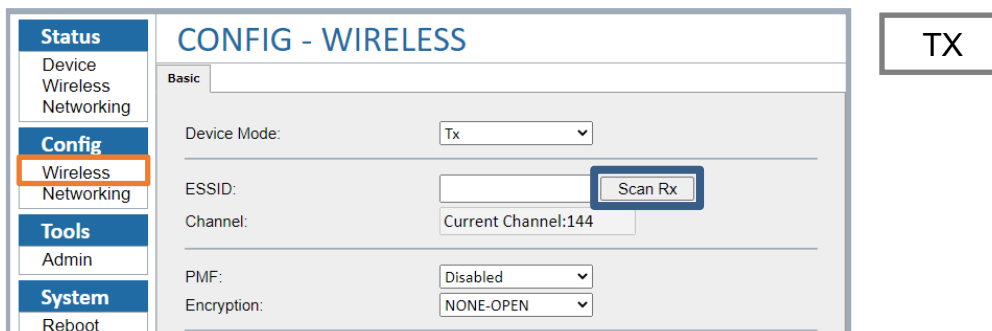 Status
Device
Wireless
Networking
Config
Wireless
Networking
Tools
Admin
System
Reboot
CONFIG - WIRELESS
Basic
Device Mode: Tx
ESSID: Scan Rx
Channel: Current Channel:144
PMF: Disabled
Encryption: NONE-OPEN
TX